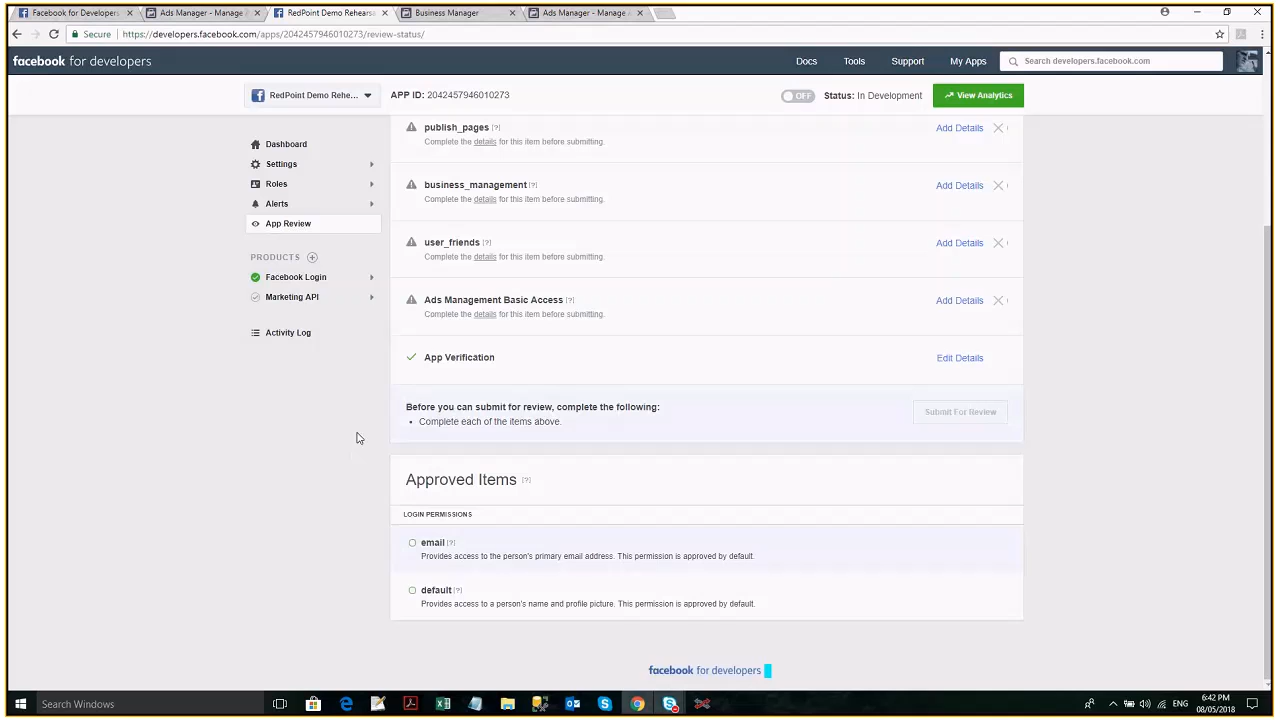 Facebook for Developers
Ads Manager - Manage
RedPoint Demo Rehears
Business Manager
Ads Manager - Manage A
Secure
https://developers.facebook.com/apps/2042457946010273/review-status/
facebook for developers
Docs
Tools
Support
My Apps
Search developers.facebook.com
RedPoint Demo Rehe...
APP ID: 2042457946010273
OFF
Status: In Development
View Analytics
Dashboard
Settings
Roles
Alerts
App Review
PRODUCTS
Facebook Login
Marketing API
Activity Log
publish_pages [?]
Complete the details for this item before submitting.
Add Details
business_management [?]
Complete the details for this item before submitting.
Add Details
user_friends [?]
Complete the details for this item before submitting.
Add Details
Ads Management Basic Access [?]
Complete the details for this item before submitting.
Add Details
App Verification
Edit Details
Before you can submit for review, complete the following:
• Complete each of the items above.
Submit For Review
Approved Items [?]
LOGIN PERMISSIONS
email [?]
Provides access to the person's primary email address. This permission is approved by default.
default [?]
Provides access to a person's name and profile picture. This permission is approved by default.
facebook for developers
Search Windows
ENG
6:42 PM
08/05/2018